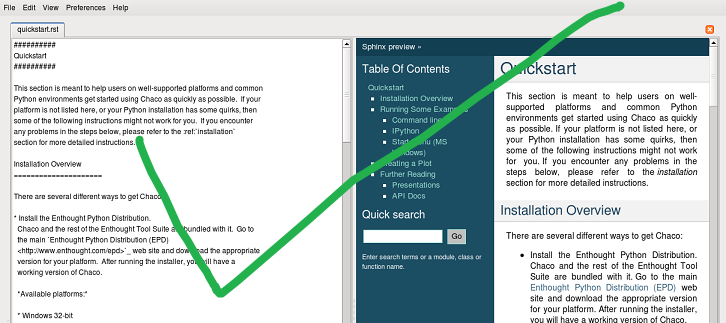 File Edit View Preferences Help
quickstart.rst
##########
Quickstart
##########
This section is meant to help users on well-supported platforms and common
Python environments get started using Chaco as quickly as possible. If your
platform is not listed here, or your Python installation has some quirks, then
some of the following instructions might not work for you. If you encounter
any problems in the steps below, please refer to the :ref:`installation`
section for more detailed instructions.
Installation Overview
=====================
There are several different ways to get Chaco
* Install the Enthought Python Distribution.
Chaco and the rest of the Enthought Tool Suite are bundled with it. Go to
the main `Enthought Python Distribution (EPD)
<http://www.enthought.com/epd>`_ web site and download the appropriate
version for your platform. After running the installer, you will have a
working version of Chaco.
*Available platforms:*
* Windows 32-bit
Sphinx preview »
Table Of Contents
Quickstart
Installation Overview
Running Some Examples
Command line
IPython
Start Menu (MS
Windows)
Creating a Plot
Further Reading
Presentations
API Docs
Quick search
Go
Enter search terms or a module, class or
function name.
Quickstart
This section is meant to help users on well-
supported platforms and common Python
environments get started using Chaco as quickly
as possible. If your platform is not listed here, or
your Python installation has some quirks, then
some of the following instructions might not work
for you. If you encounter any problems in the
steps below, please refer to the installation
section for more detailed instructions.
Installation Overview
There are several different ways to get Chaco:
• Install the Enthought Python Distribution.
Chaco and the rest of the Enthought Tool
Suite are bundled with it. Go to the main
Enthought Python Distribution (EPD) web
site and download the appropriate version
for your platform. After running the installer,
you will have a working version of Chaco.